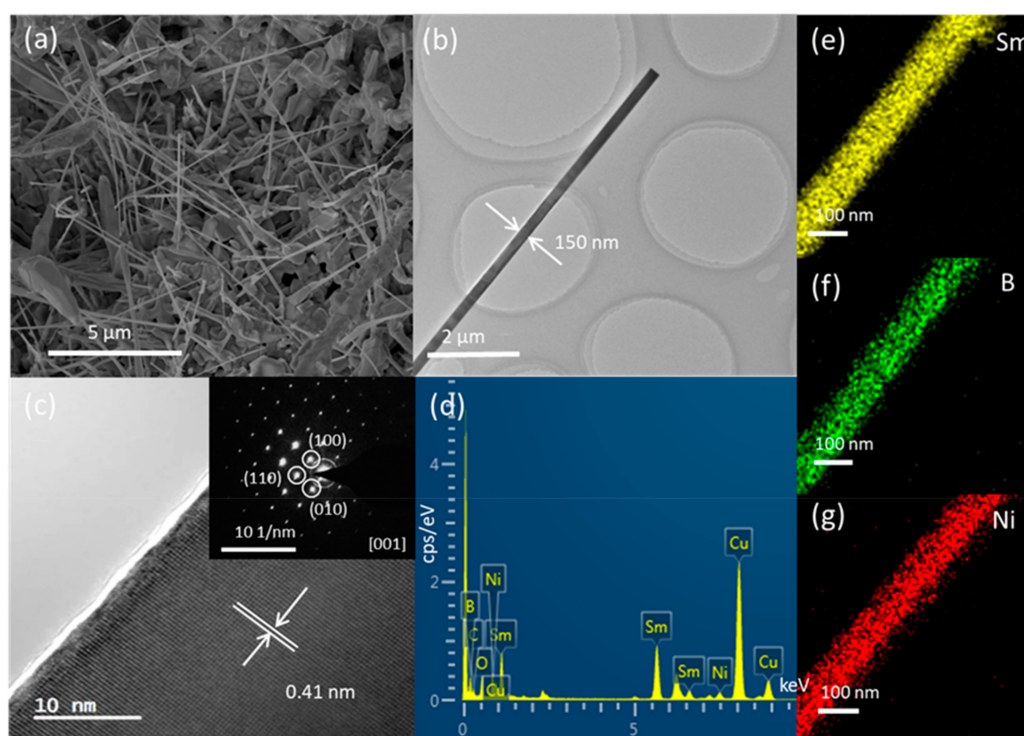 (a)
5 µm
(b)
150 nm
2 µm
(c)
(100)
(110)
(010)
10 1/nm
[001]
0.41 nm
10 nm
(d)
cps/eV
4
2
0
B
C
O
Ni
Sm
Cu
Sm
Sm
Ni
Cu
Cu
keV
0
5
(e)
Sm
100 nm
(f)
B
100 nm
(g)
Ni
100 nm